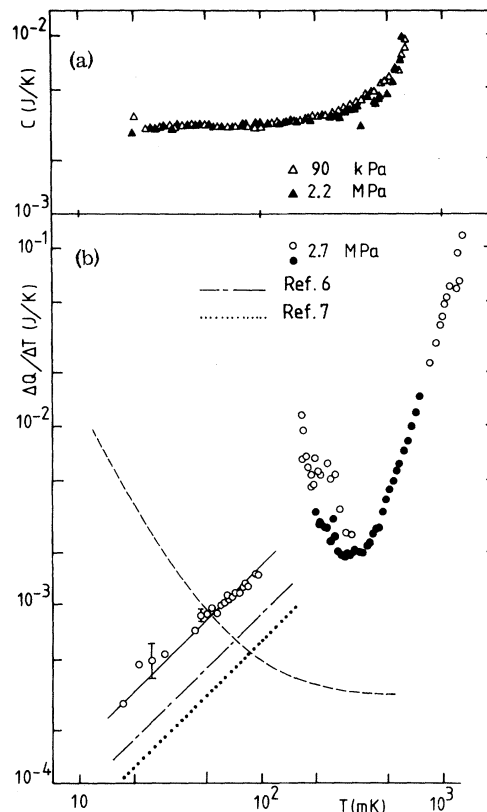 10⁻²
(a)
C (J/K)
△ 90 kPa
▲ 2.2 MPa
10⁻³
10⁻¹
(b)
○ ● 2.7 MPa
Ref. 6
Ref. 7
ΔQ/ΔT (J/K)
10⁻²
10⁻³
10⁻⁴
10
10²
T(mK)
10³